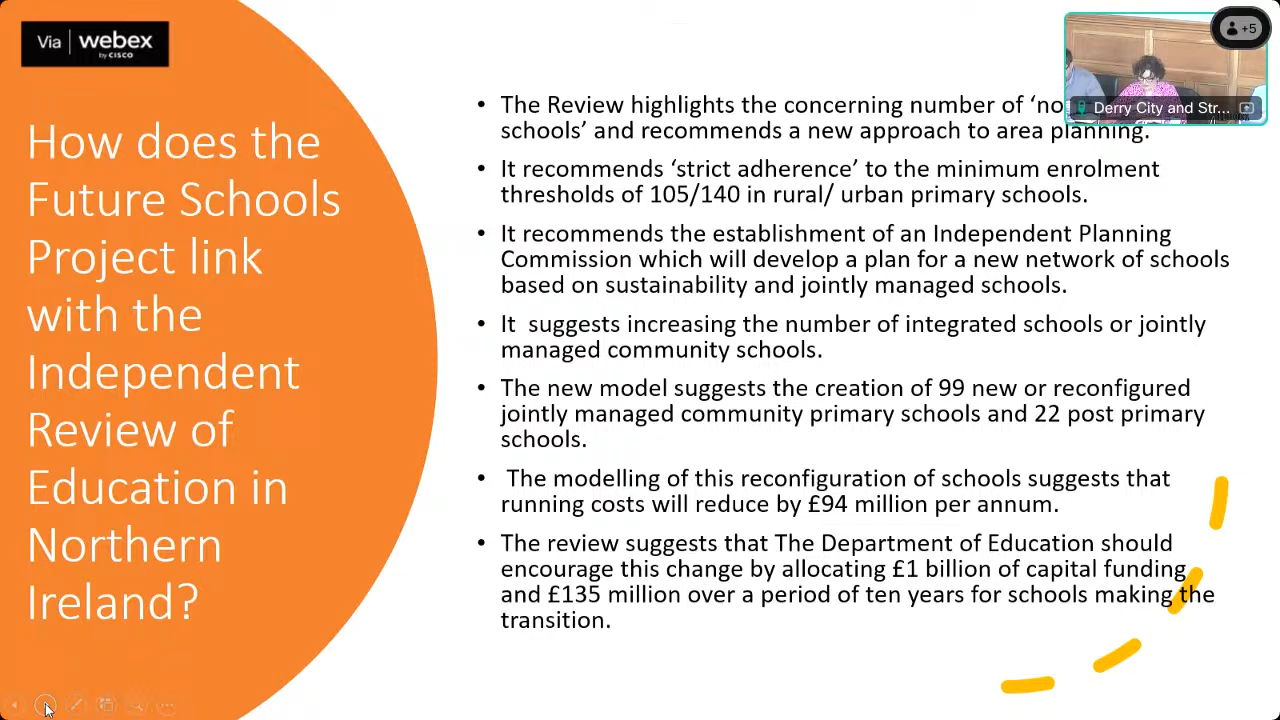 Via webex
by CISCO
How does the
Future Schools
Project link
with the
Independent
Review of
Education in
Northern
Ireland?
• The Review highlights the concerning number of ‘no
schools’ and recommends a new approach to area planning.
• It recommends ‘strict adherence’ to the minimum enrolment
thresholds of 105/140 in rural/ urban primary schools.
• It recommends the establishment of an Independent Planning
Commission which will develop a plan for a new network of schools
based on sustainability and jointly managed schools.
• It suggests increasing the number of integrated schools or jointly
managed community schools.
• The new model suggests the creation of 99 new or reconfigured
jointly managed community primary schools and 22 post primary
schools.
• The modelling of this reconfiguration of schools suggests that
running costs will reduce by £94 million per annum.
• The review suggests that The Department of Education should
encourage this change by allocating £1 billion of capital funding
and £135 million over a period of ten years for schools making the
transition.
+5
Derry City and Str...